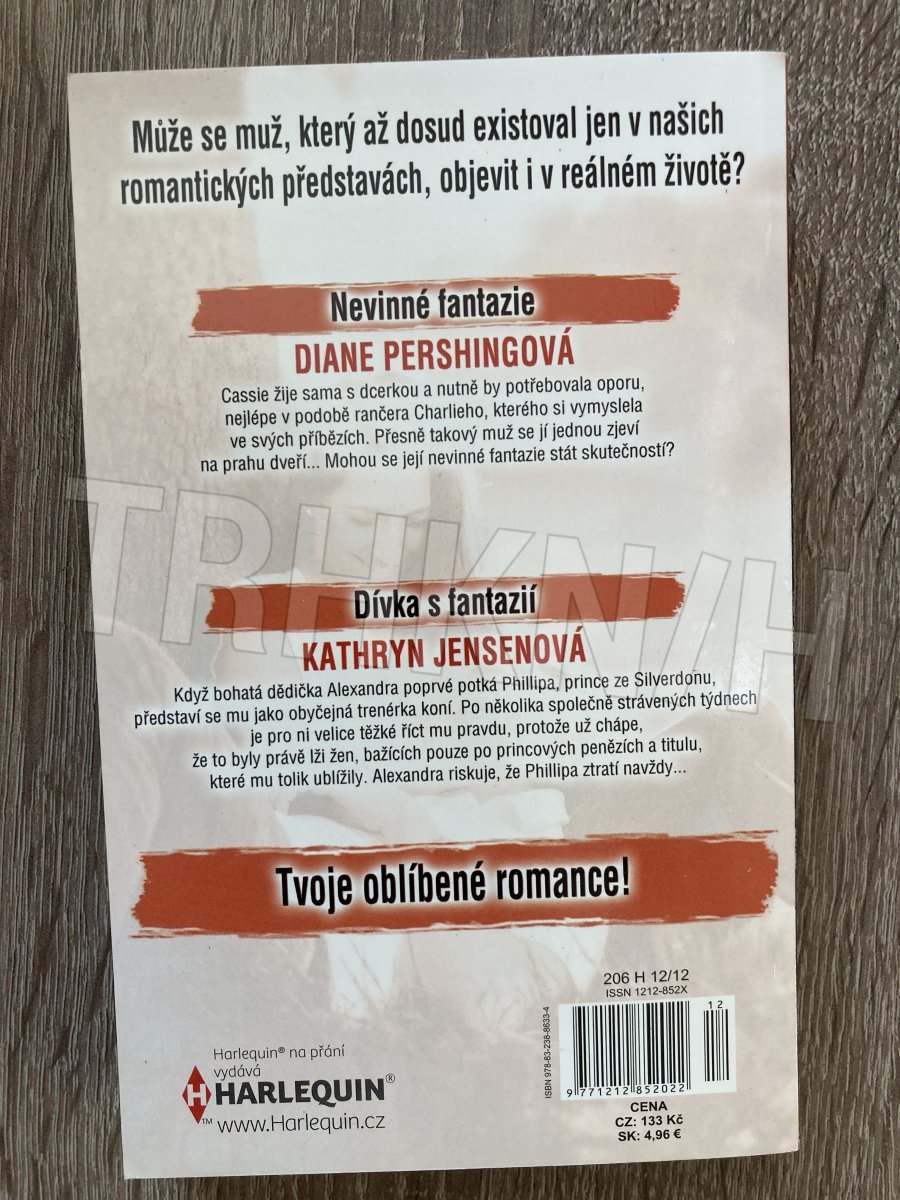 Může se muž, který až dosud existoval jen v našich
romantických představách, objevit i v reálném životě?
Nevinné fantazie
DIANE PERSHINGOVÁ
Cassie žije sama s dcerkou a nutně by potřebovala oporu,
nejlépe v podobě rančera Charlieho, kterého si vymyslela
ve svých příbězích. Přesně takový muž se jí jednou zjeví
na prahu dveří... Mohou se její nevinné fantazie stát skutečností?
TRHKNIH
Dívka s fantazií
KATHRYN JENSENOVÁ
Když bohatá dědička Alexandra poprvé potká Phillipa, prince ze Silverdonu,
představí se mu jako obyčejná trenérka koní. Po několika společně strávených týdnech
je pro ni velice těžké říct mu pravdu, protože už chápe,
že to byly právě lži žen, bažících pouze po princových penězích a titulu,
které mu tolik ublížily. Alexandra riskuje, že Phillipa ztratí navždy...
Tvoje oblíbené romance!
206 H 12/12
ISSN 1212-852X
12
ISBN 978-83-238-8633-4
9 771212 852022
CENA
CZ: 133 Kč
SK: 4,96 €
Harlequin® na přání
vydává
H HARLEQUIN®
™ www.Harlequin.cz